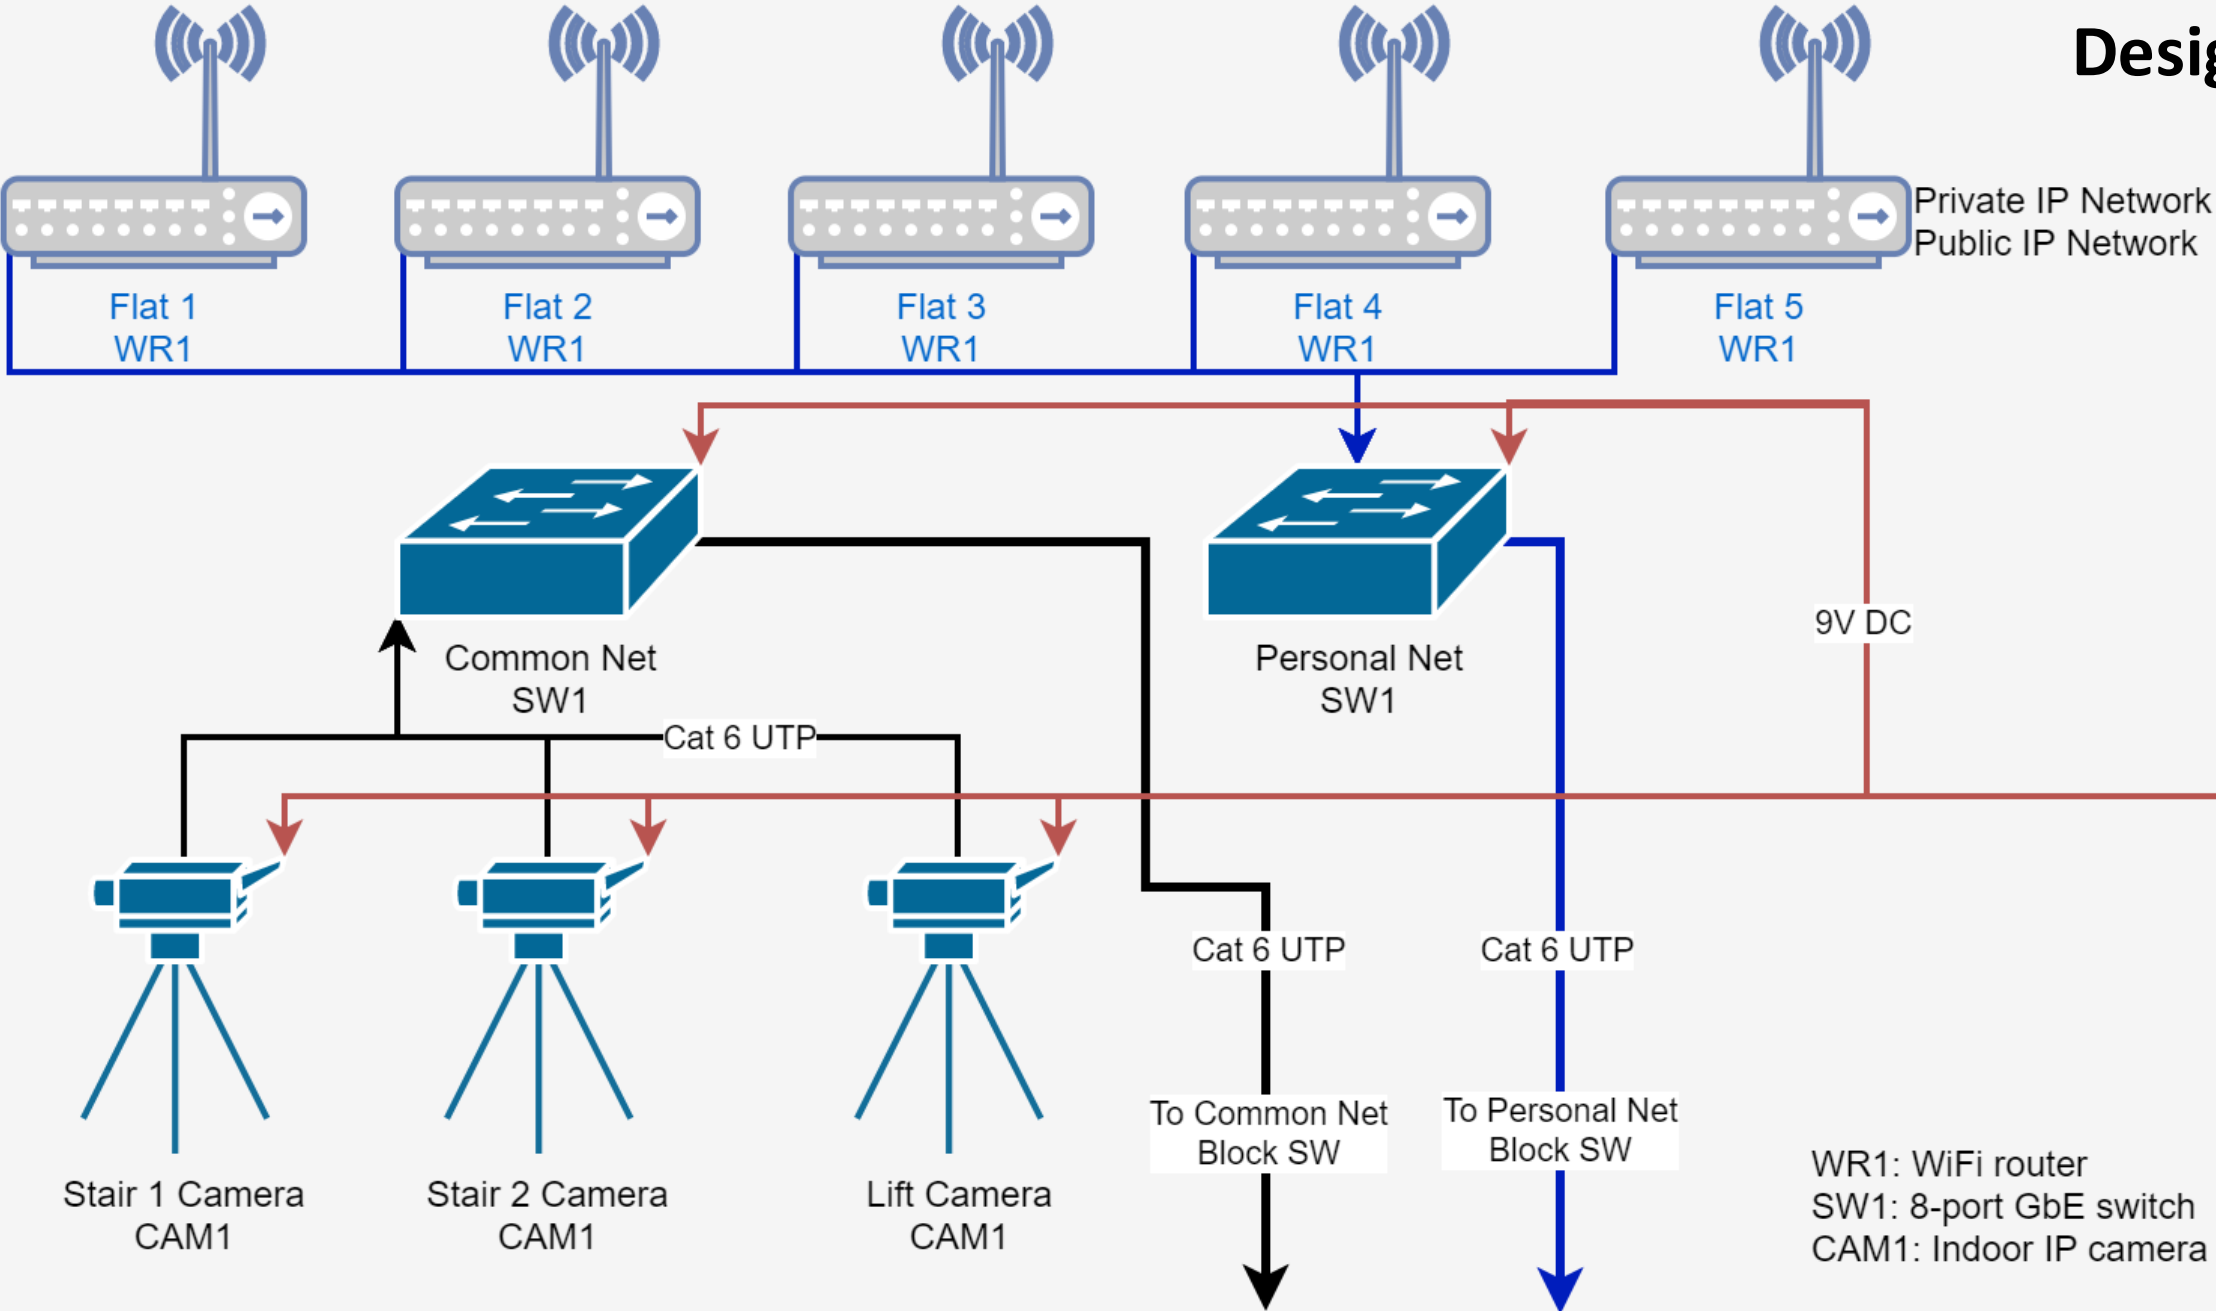 Desig
Private IP Network
Public IP Network
Flat 1
WR1
Flat 2
WR1
Flat 3
WR1
Flat 4
WR1
Flat 5
WR1
Common Net
SW1
Personal Net
SW1
9V DC
Cat 6 UTP
Cat 6 UTP
Cat 6 UTP
To Common Net
Block SW
To Personal Net
Block SW
Stair 1 Camera
CAM1
Stair 2 Camera
CAM1
Lift Camera
CAM1
WR1: WiFi router
SW1: 8-port GbE switch
CAM1: Indoor IP camera